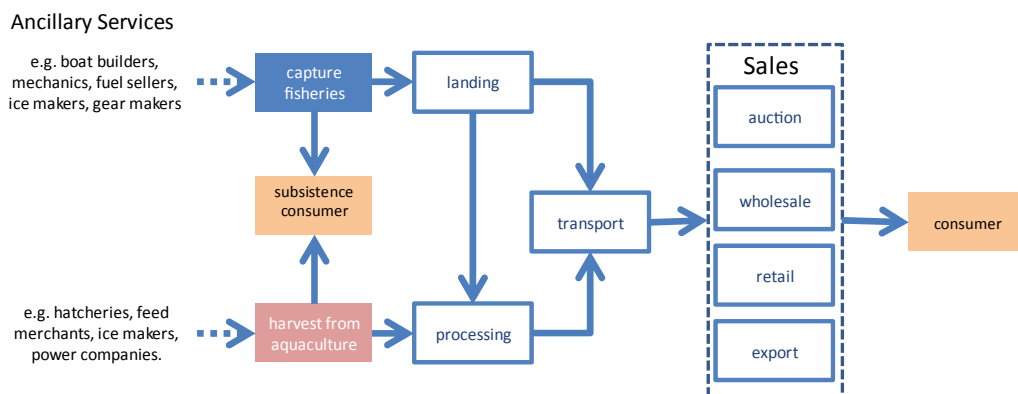 Ancillary Services
e.g. boat builders,
mechanics, fuel sellers,
ice makers, gear makers
capture
fisheries
landing
subsistence
consumer
e.g. hatcheries, feed
merchants, ice makers,
power companies.
harvest from
aquaculture
processing
transport
Sales
auction
wholesale
retail
export
consumer